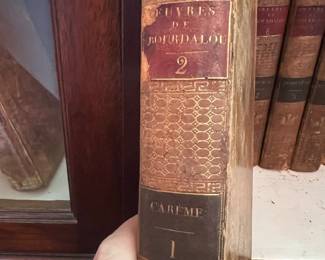 ŒUVRES
DE
BOURDALOU
2
CARÊME
1